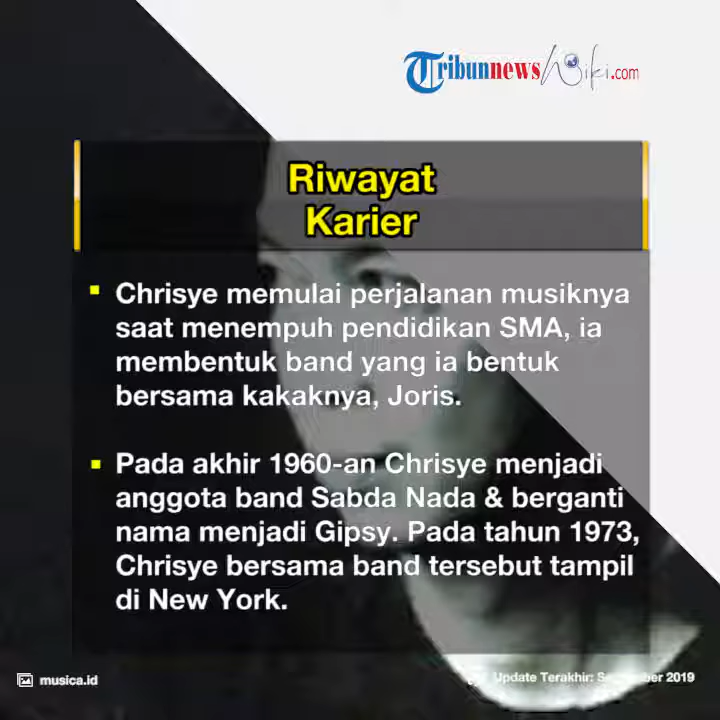 TribunnewsWiki.com
Riwayat
Karier
Chrisye memulai perjalanan musiknya
saat menempuh pendidikan SMA, ia
membentuk band yang ia bentuk
bersama kakaknya, Joris.
Pada akhir 1960-an Chrisye menjadi
anggota band Sabda Nada & berganti
nama menjadi Gipsy. Pada tahun 1973,
Chrisye bersama band tersebut tampil
di New York.
musica.id
Update Terakhir: September 2019